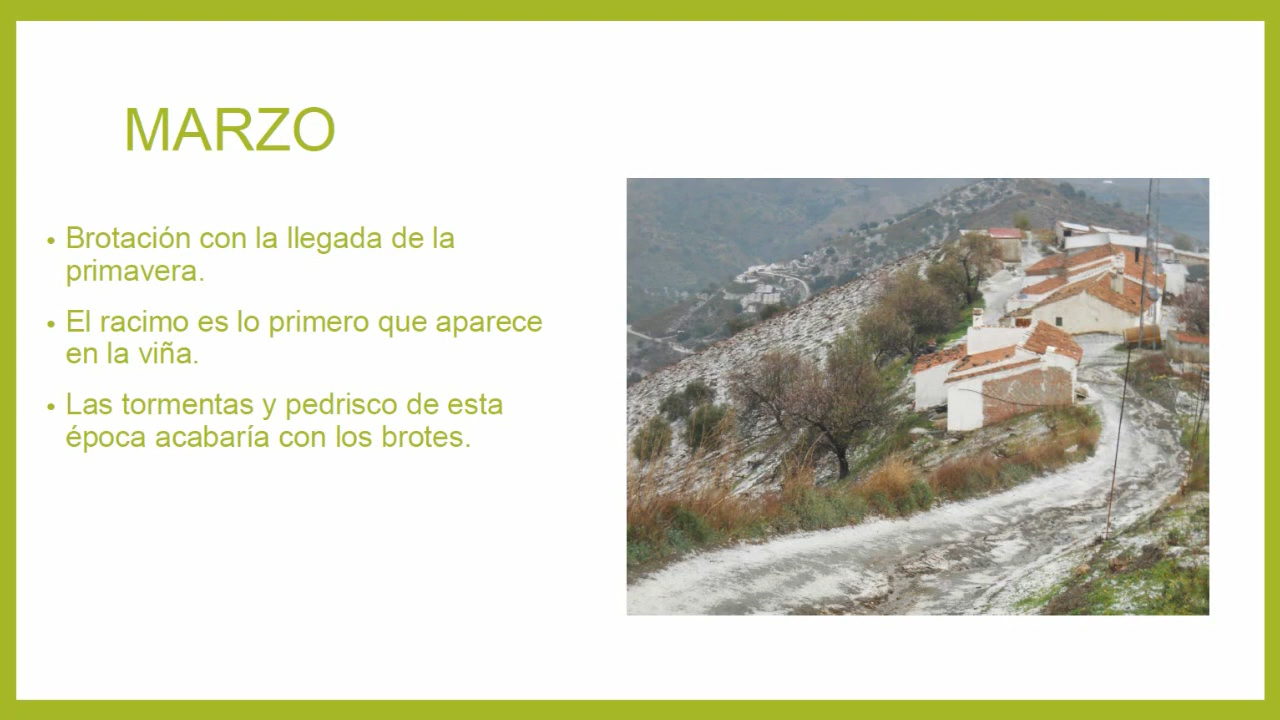 MARZO
• Brotación con la llegada de la
primavera.
• El racimo es lo primero que aparece
en la viña.
• Las tormentas y pedrisco de esta
época acabaría con los brotes.